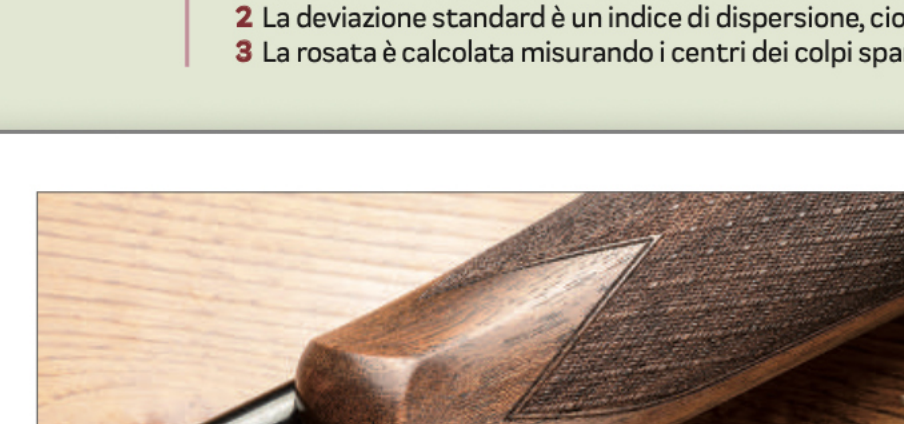 2 La deviazione standard è un indice di dispersione, cio
3 La rosata è calcolata misurando i centri dei colpi spa